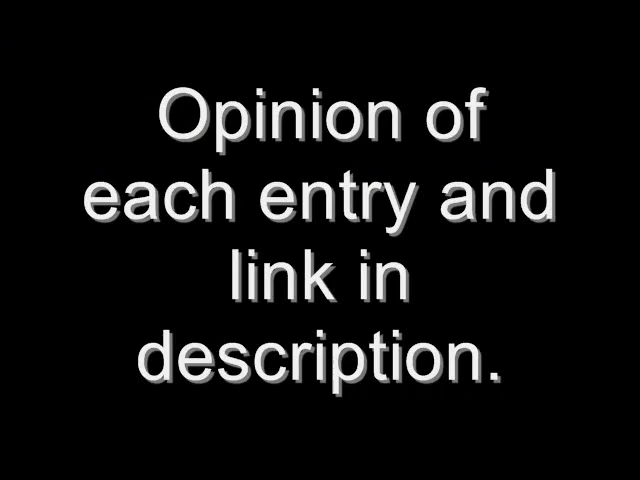 Opinion of
each entry and
link in
description.